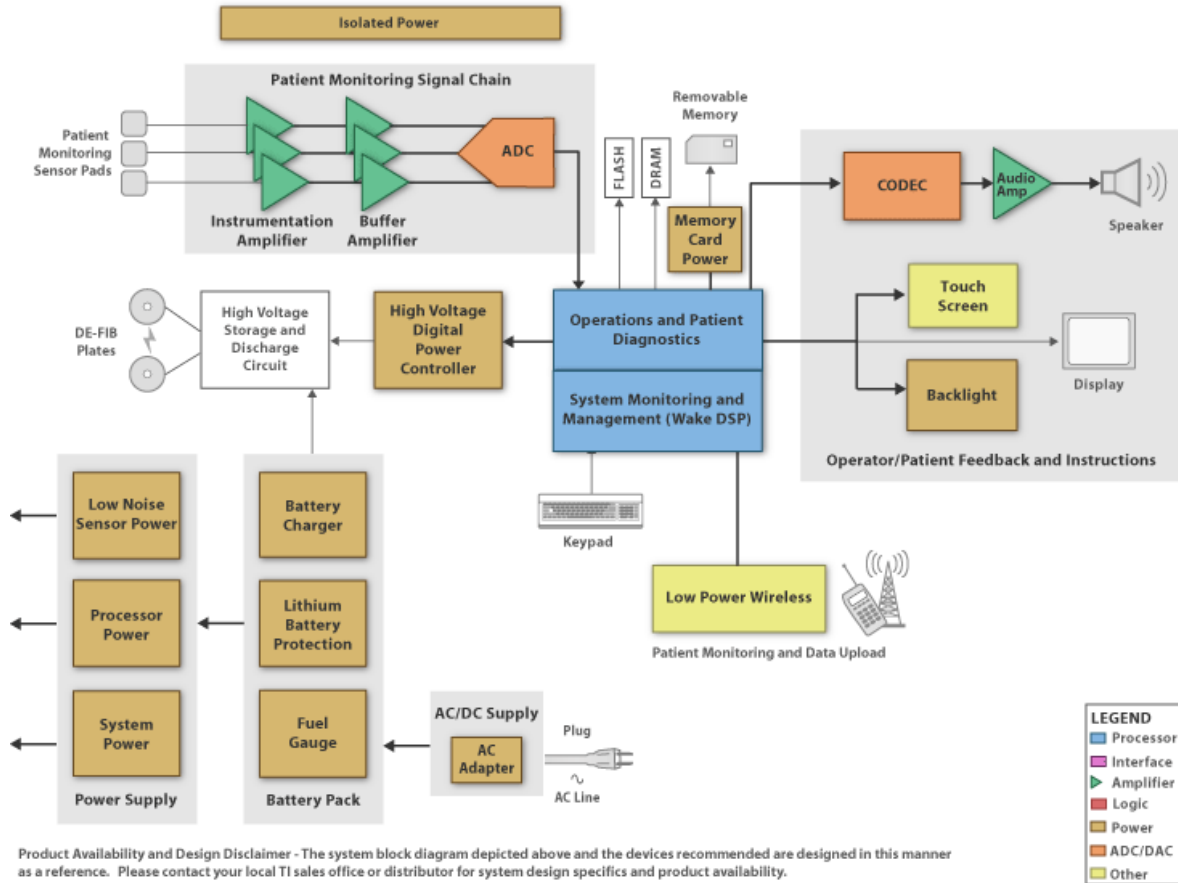 Isolated Power
Patient Monitoring Signal Chain
Patient
Monitoring
Sensor Pads
ADC
Instrumentation
Amplifier
Buffer
Amplifier
FLASH
DRAM
Removable
Memory
Memory
Card
Power
CODEC
Audio
Amp
Speaker
Touch
Screen
Display
Backlight
Operator/Patient Feedback and Instructions
DE-FIB
Plates
High Voltage
Storage and
Discharge
Circuit
High Voltage
Digital
Power
Controller
Operations and Patient
Diagnostics
System Monitoring and
Management (Wake DSP)
Keypad
Low Power Wireless
Patient Monitoring and Data Upload
Low Noise
Sensor Power
Processor
Power
System
Power
Power Supply
Battery
Charger
Lithium
Battery
Protection
Fuel
Gauge
Battery Pack
AC/DC Supply
AC
Adapter
Plug
AC Line
LEGEND
Processor
Interface
Amplifier
Logic
Power
ADC/DAC
Other
Product Availability and Design Disclaimer - The system block diagram depicted above and the devices recommended are designed in this manner
as a reference. Please contact your local TI sales office or distributor for system design specifics and product availability.